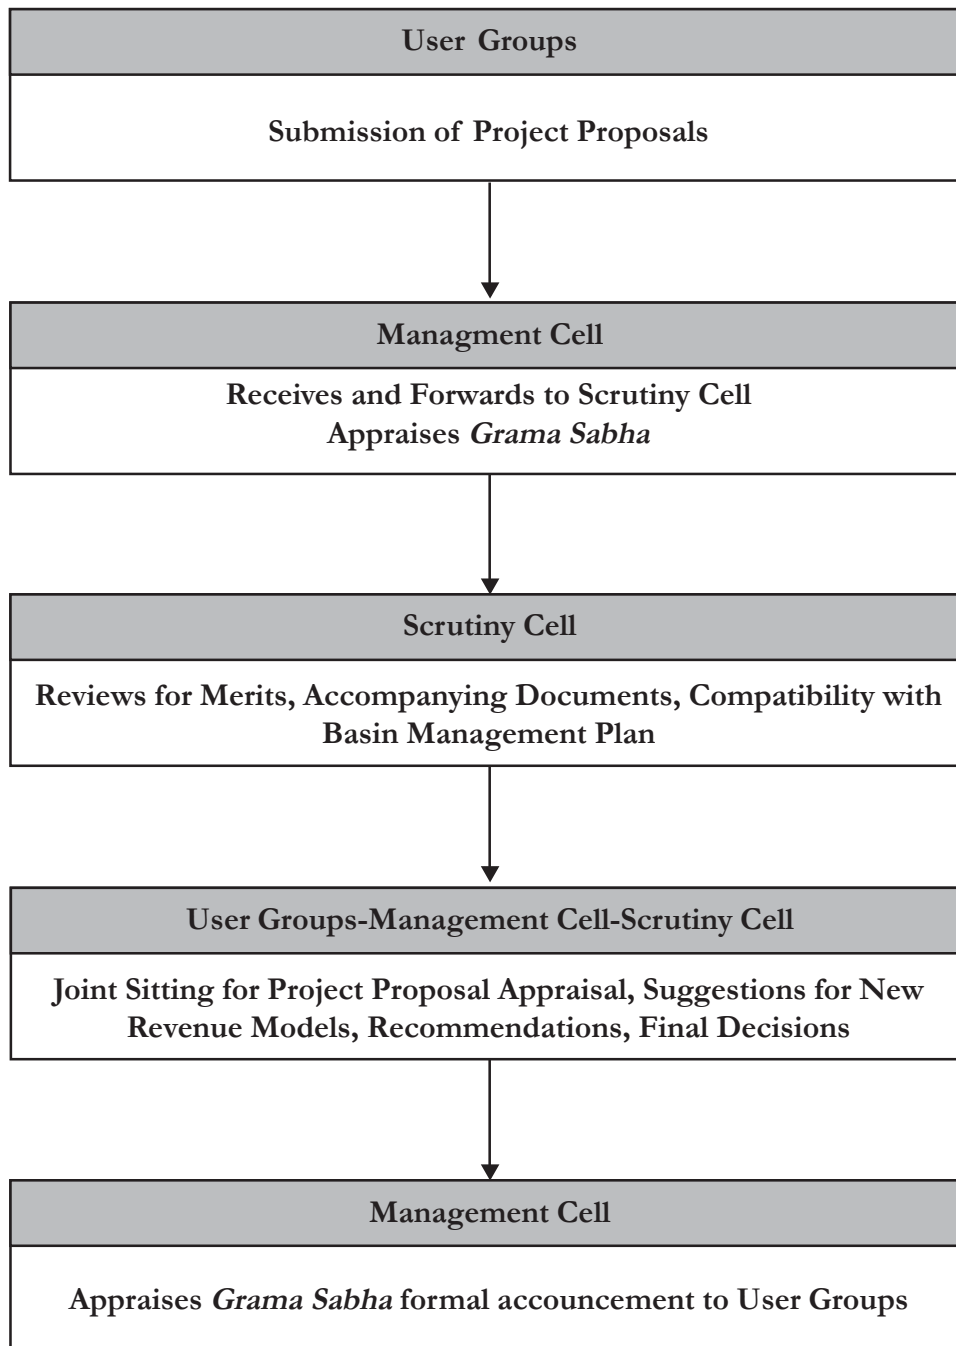 User Groups
Submission of Project Proposals
Managment Cell
Receives and Forwards to Scrutiny Cell
Appraises Grama Sabha
Scrutiny Cell
Reviews for Merits, Accompanying Documents, Compatibility with
Basin Management Plan
User Groups-Management Cell-Scrutiny Cell
Joint Sitting for Project Proposal Appraisal, Suggestions for New
Revenue Models, Recommendations, Final Decisions
Management Cell
Appraises Grama Sabha formal accouncement to User Groups